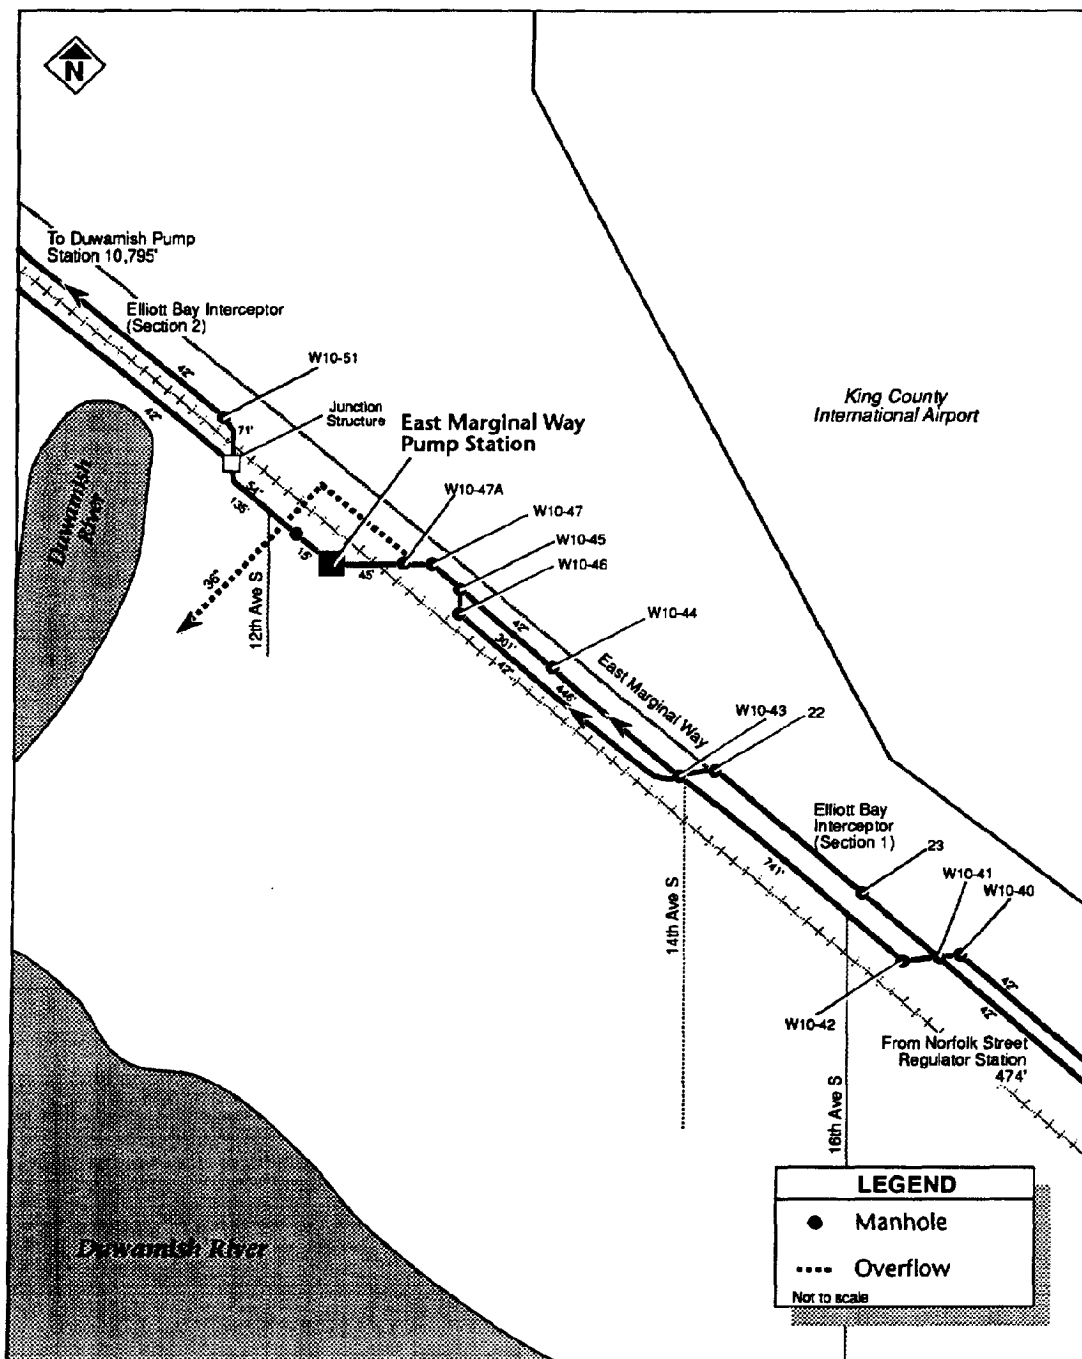 N
To Duwamish Pump
Station 10,795'
Elliott Bay Interceptor
(Section 2)
42"
42"
W10-51
71'
Junction
Structure
East Marginal Way
Pump Station
King County
International Airport
Duwamish
River
54"
135'
15'
45'
36"
12th Ave S
W10-47A
W10-47
W10-45
W10-46
W10-44
42"
201'
42"
446'
East Marginal Way
W10-43
22
Elliott Bay
Interceptor
(Section 1)
23
741'
W10-41
W10-40
14th Ave S
42"
42"
W10-42
From Norfolk Street
Regulator Station
474'
16th Ave S
Duwamish River
LEGEND
Manhole
Overflow
Not to scale